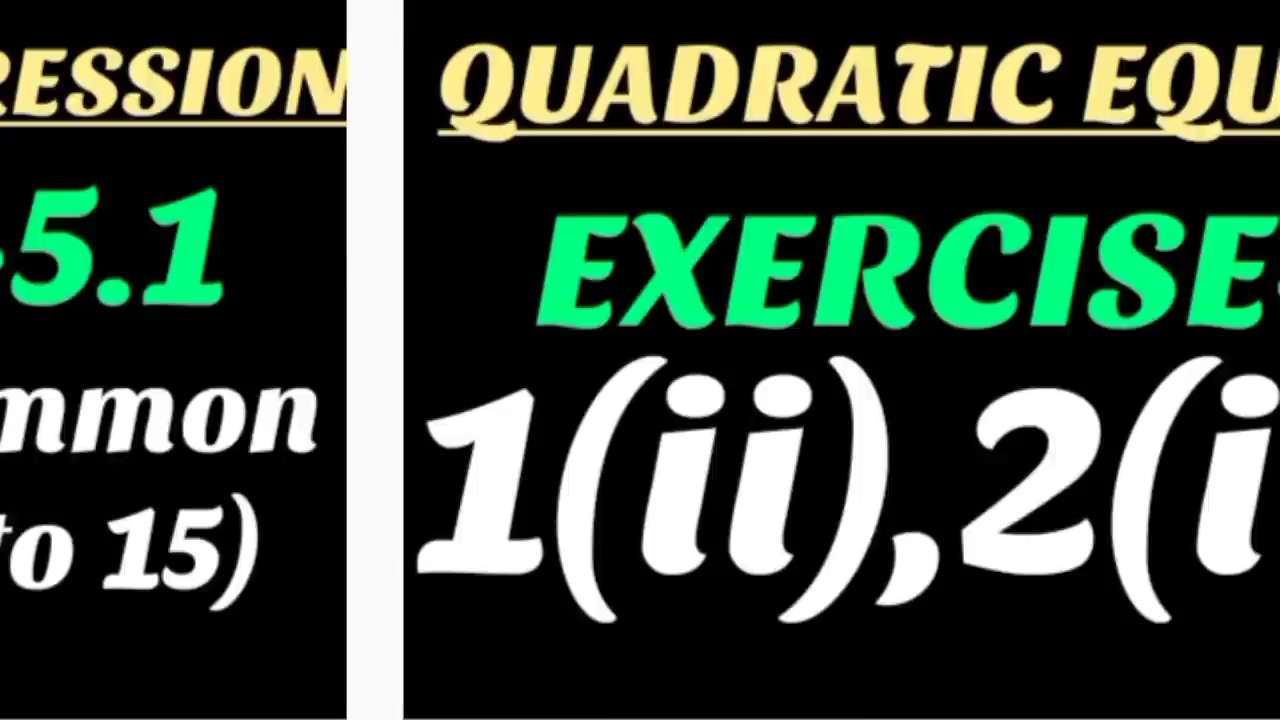 RESSION
-5.1
mmon
to 15)
QUADRATIC EQU
EXERCISE-
1(ii),2(i